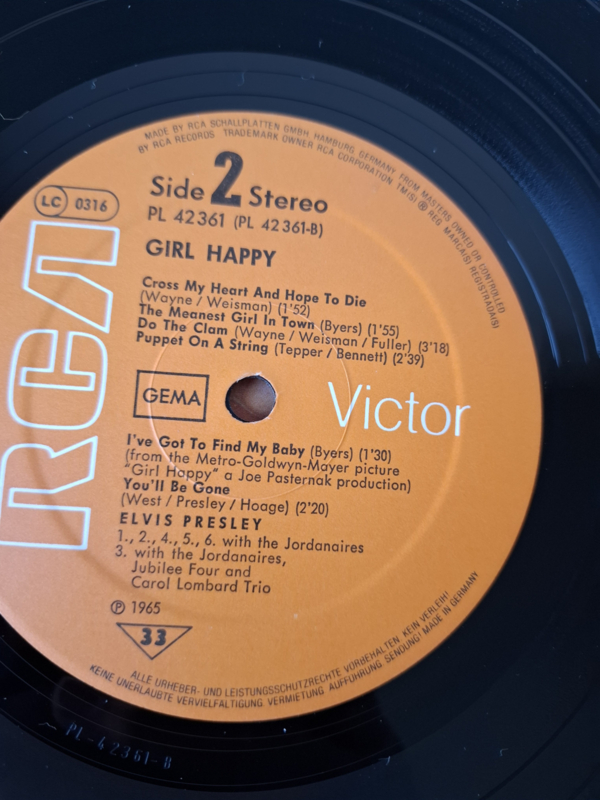 MADE BY RCA SCHALLPLATTEN GMBH, HAMBURG, GERMANY, FROM MASTERS OWNED OR CONTROLLED
BY RCA RECORDS TRADEMARK OWNER RCA CORPORATION TM(S) ® REG. MARCA(S) REGISTRADA(S)
Side 2 Stereo
LC 0316
PL 42361 (PL 42361-B)
GIRL HAPPY
Cross My Heart And Hope To Die
(Wayne / Weisman) (1'52)
The Meanest Girl In Town (Byers) (1'55)
Do The Clam (Wayne / Weisman / Fuller) (3'18)
Puppet On A String (Tepper / Bennett) (2'39)
RCA
GEMA
Victor
I've Got To Find My Baby (Byers) (1'30)
(from the Metro-Goldwyn-Mayer picture
"Girl Happy" a Joe Pasternak production)
You'll Be Gone
(West / Presley / Hoage) (2'20)
ELVIS PRESLEY
1., 2., 4., 5., 6. with the Jordanaires
3. with the Jordanaires,
Jubilee Four and
Carol Lombard Trio
℗ 1965
33
ALLE URHEBER- UND LEISTUNGSSCHUTZRECHTE VORBEHALTEN KEIN VERLEIH!
KEINE UNERLAUBTE VERVIELFÄLTIGUNG, VERMIETUNG, AUFFÜHRUNG, SENDUNG! MADE IN GERMANY
PL-42361-B